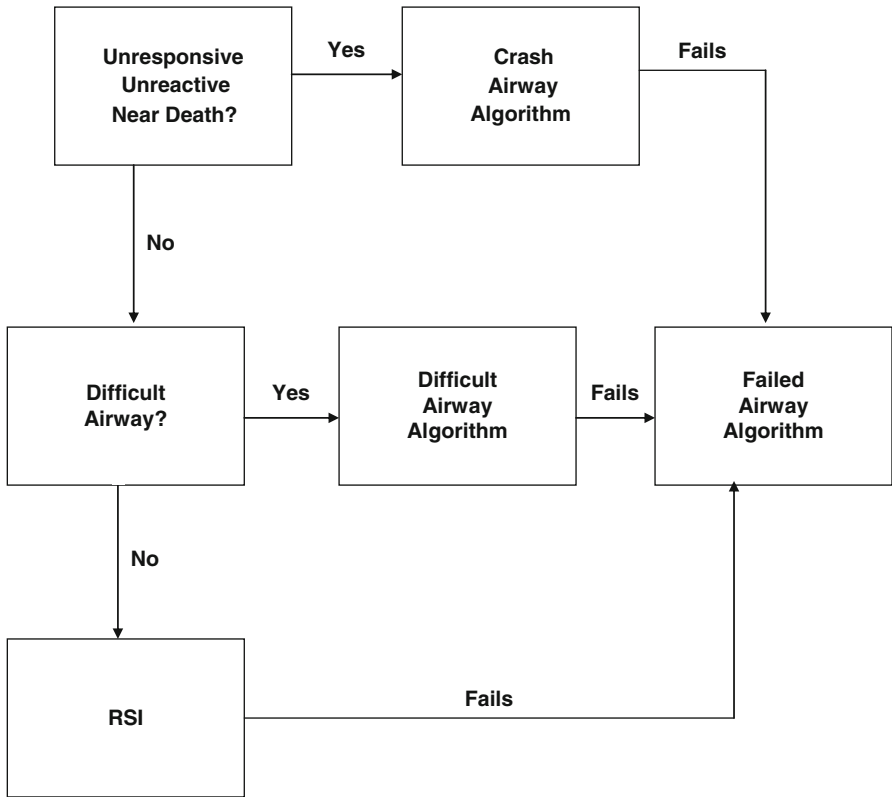 Unresponsive
Unreactive
Near Death?
Yes
Crash
Airway
Algorithm
Fails
No
Difficult
Airway?
Yes
Difficult
Airway
Algorithm
Fails
Failed
Airway
Algorithm
No
RSI
Fails